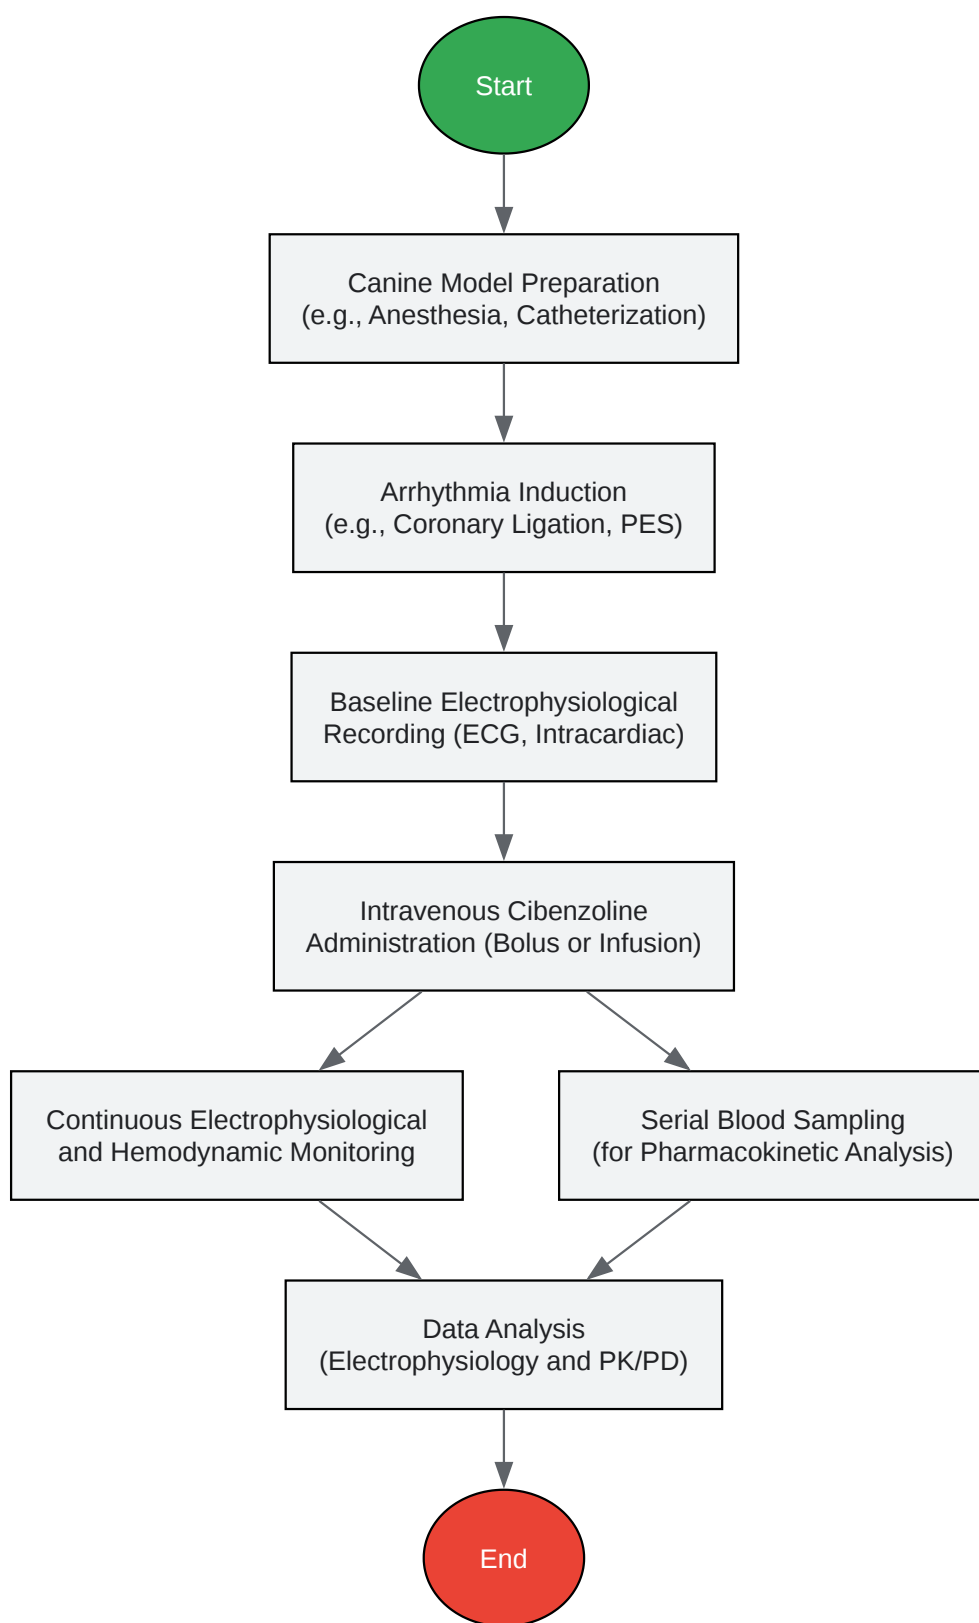 Start
Canine Model Preparation
(e.g., Anesthesia, Catheterization)
Arrhythmia Induction
(e.g., Coronary Ligation, PES)
Baseline Electrophysiological
Recording (ECG, Intracardiac)
Intravenous Cibenzoline
Administration (Bolus or Infusion)
Continuous Electrophysiological
and Hemodynamic Monitoring
Serial Blood Sampling
(for Pharmacokinetic Analysis)
Data Analysis
(Electrophysiology and PK/PD)
End